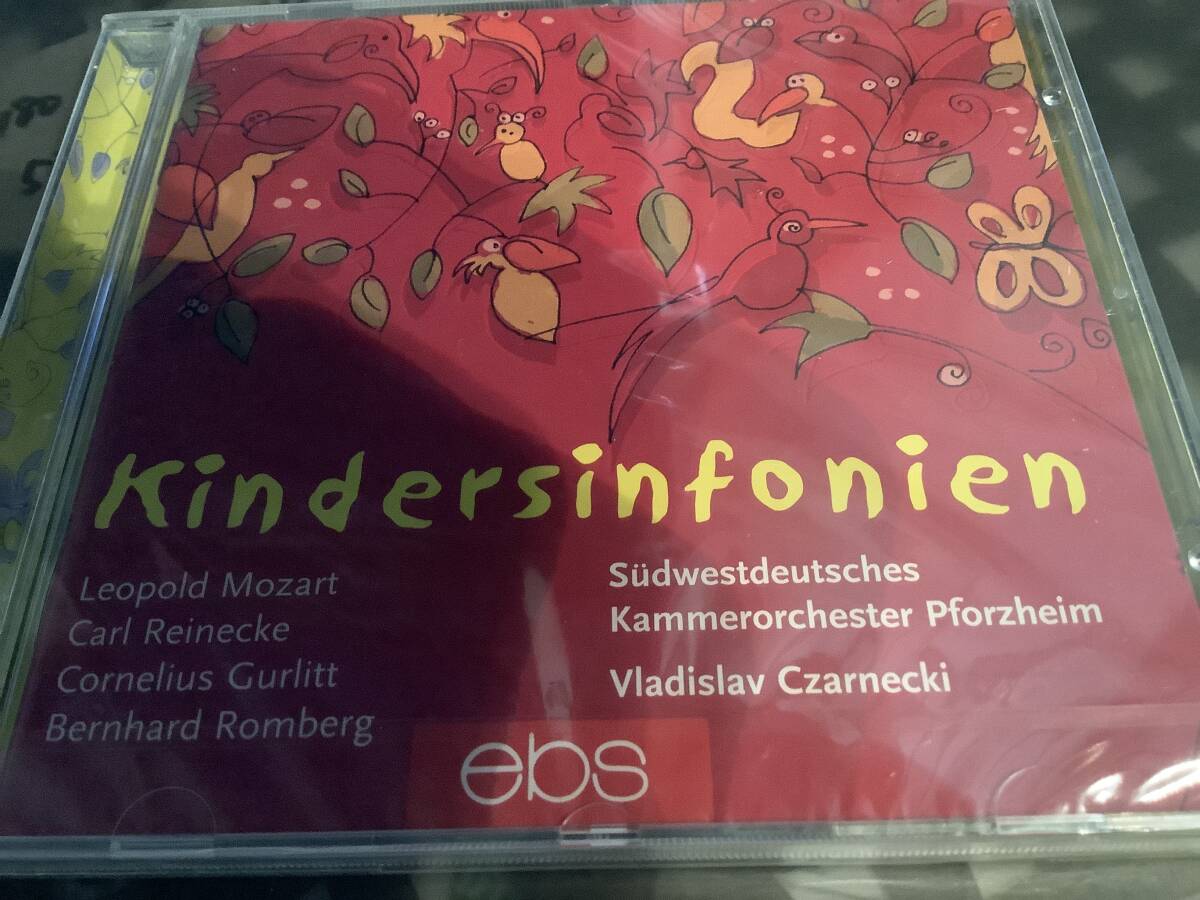 Kindersinfonien
Leopold Mozart
Carl Reinecke
Cornelius Gurlitt
Bernhard Romberg
Südwestdeutsches
Kammerorchester Pforzheim
Vladislav Czarnecki
ebs